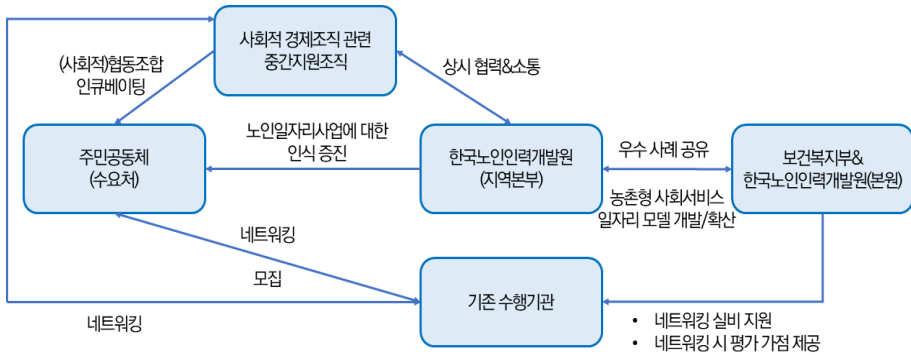 사회적 경제조직 관련
중간지원조직
(사회적)협동조합
인큐베이팅
상시 협력&소통
노인일자리사업에 대한
인식 증진
주민공동체
(수요처)
한국노인인력개발원
(지역본부)
우수 사례 공유
농촌형 사회서비스
일자리 모델 개발/확산
보건복지부&
한국노인인력개발원(본원)
네트워킹
모집
기존 수행기관
네트워킹
• 네트워킹 실비 지원
• 네트워킹 시 평가 가점 제공